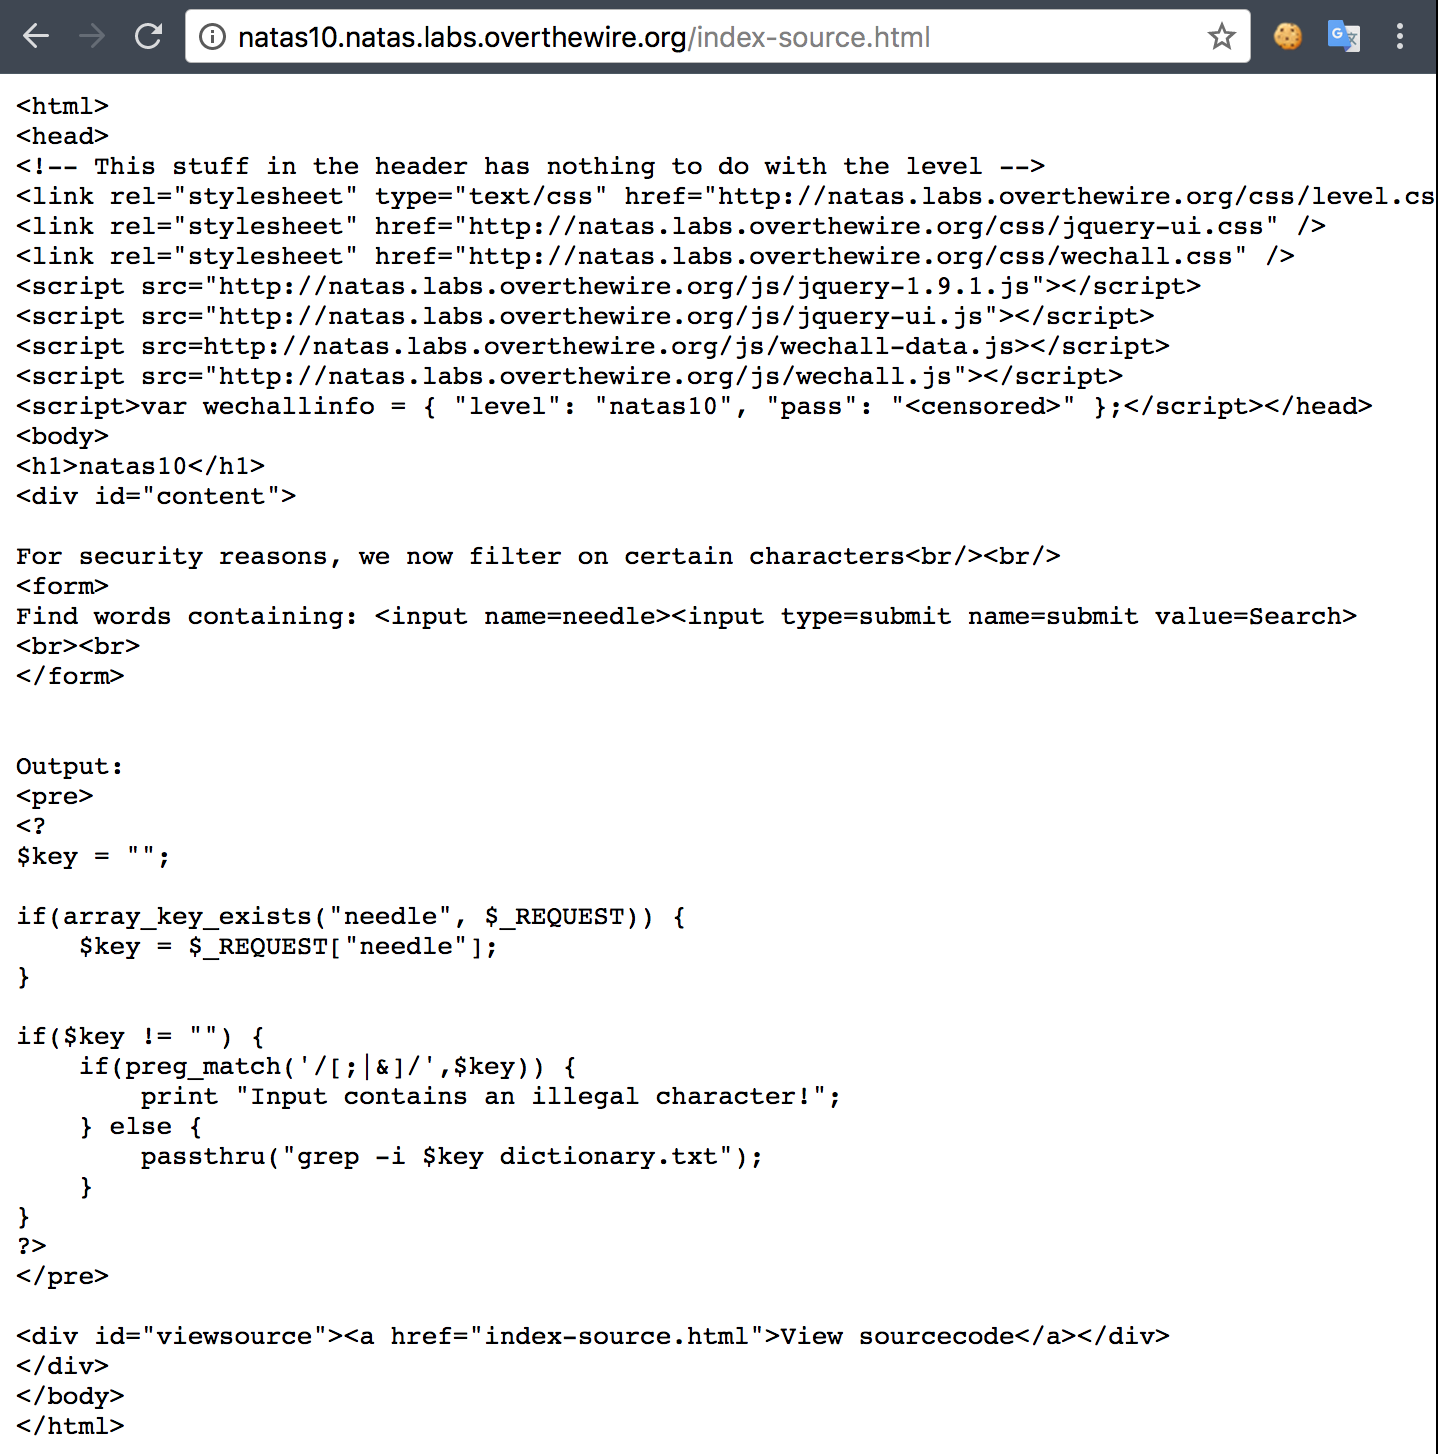 natas10.natas.labs.overthewire.org/index-source.html
<html>
<head>
<!-- This stuff in the header has nothing to do with the level -->
<link rel="stylesheet" type="text/css" href="http://natas.labs.overthewire.org/css/level.cs
<link rel="stylesheet" href="http://natas.labs.overthewire.org/css/jquery-ui.css" />
<link rel="stylesheet" href="http://natas.labs.overthewire.org/css/wechall.css" />
<script src="http://natas.labs.overthewire.org/js/jquery-1.9.1.js"></script>
<script src="http://natas.labs.overthewire.org/js/jquery-ui.js"></script>
<script src=http://natas.labs.overthewire.org/js/wechall-data.js></script>
<script src="http://natas.labs.overthewire.org/js/wechall.js"></script>
<script>var wechallinfo = { "level": "natas10", "pass": "<censored>" };</script></head>
<body>
<h1>natas10</h1>
<div id="content">

For security reasons, we now filter on certain characters<br/><br/>
<form>
Find words containing: <input name=needle><input type=submit name=submit value=Search>
<br><br>
</form>


Output:
<pre>
<?
$key = "";

if(array_key_exists("needle", $_REQUEST)) {
    $key = $_REQUEST["needle"];
}

if($key != "") {
    if(preg_match('/[;|&]/',$key)) {
        print "Input contains an illegal character!";
    } else {
        passthru("grep -i $key dictionary.txt");
    }
}
?>
</pre>

<div id="viewsource"><a href="index-source.html">View sourcecode</a></div>
</div>
</body>
</html>